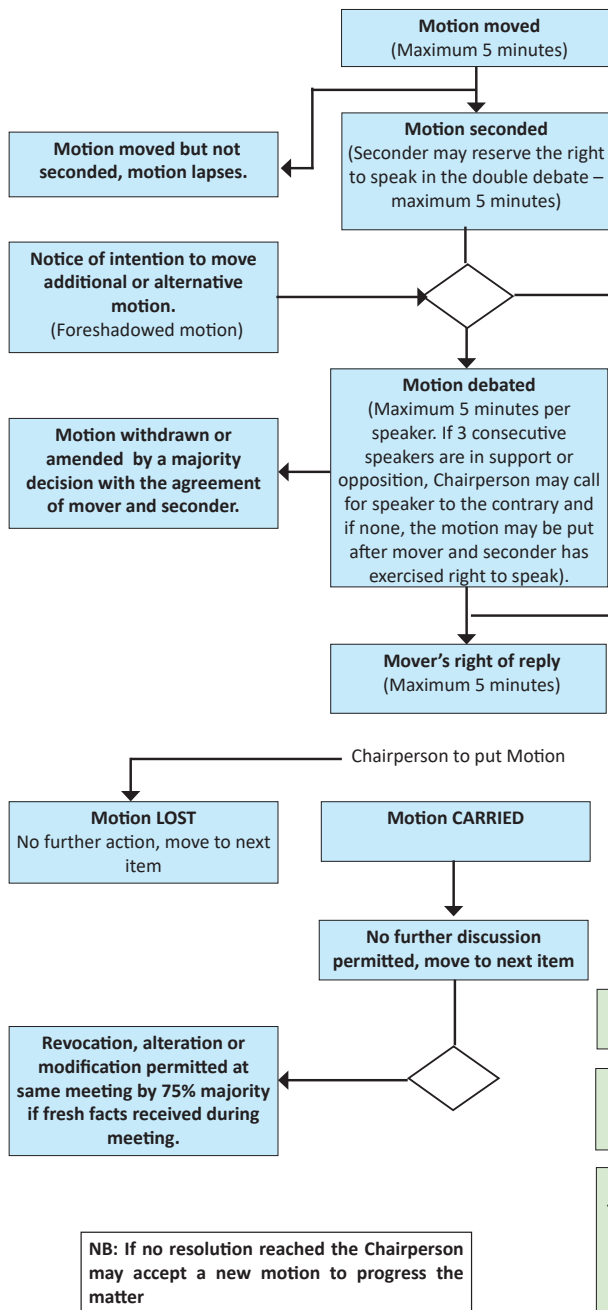 Motion moved
(Maximum 5 minutes)
Motion moved but not
seconded, motion lapses.
Motion seconded
(Seconder may reserve the right
to speak in the double debate –
maximum 5 minutes)
Notice of intention to move
additional or alternative
motion.
(Foreshadowed motion)
Motion debated
(Maximum 5 minutes per
speaker. If 3 consecutive
speakers are in support or
opposition, Chairperson may call
for speaker to the contrary and
if none, the motion may be put
after mover and seconder has
exercised right to speak).
Motion withdrawn or
amended by a majority
decision with the agreement
of mover and seconder.
Mover’s right of reply
(Maximum 5 minutes)
Chairperson to put Motion
Motion LOST
No further action, move to next
item
Motion CARRIED
No further discussion
permitted, move to next item
Revocation, alteration or
modification permitted at
same meeting by 75% majority
if fresh facts received during
meeting.
NB: If no resolution reached the Chairperson
may accept a new motion to progress the
matter